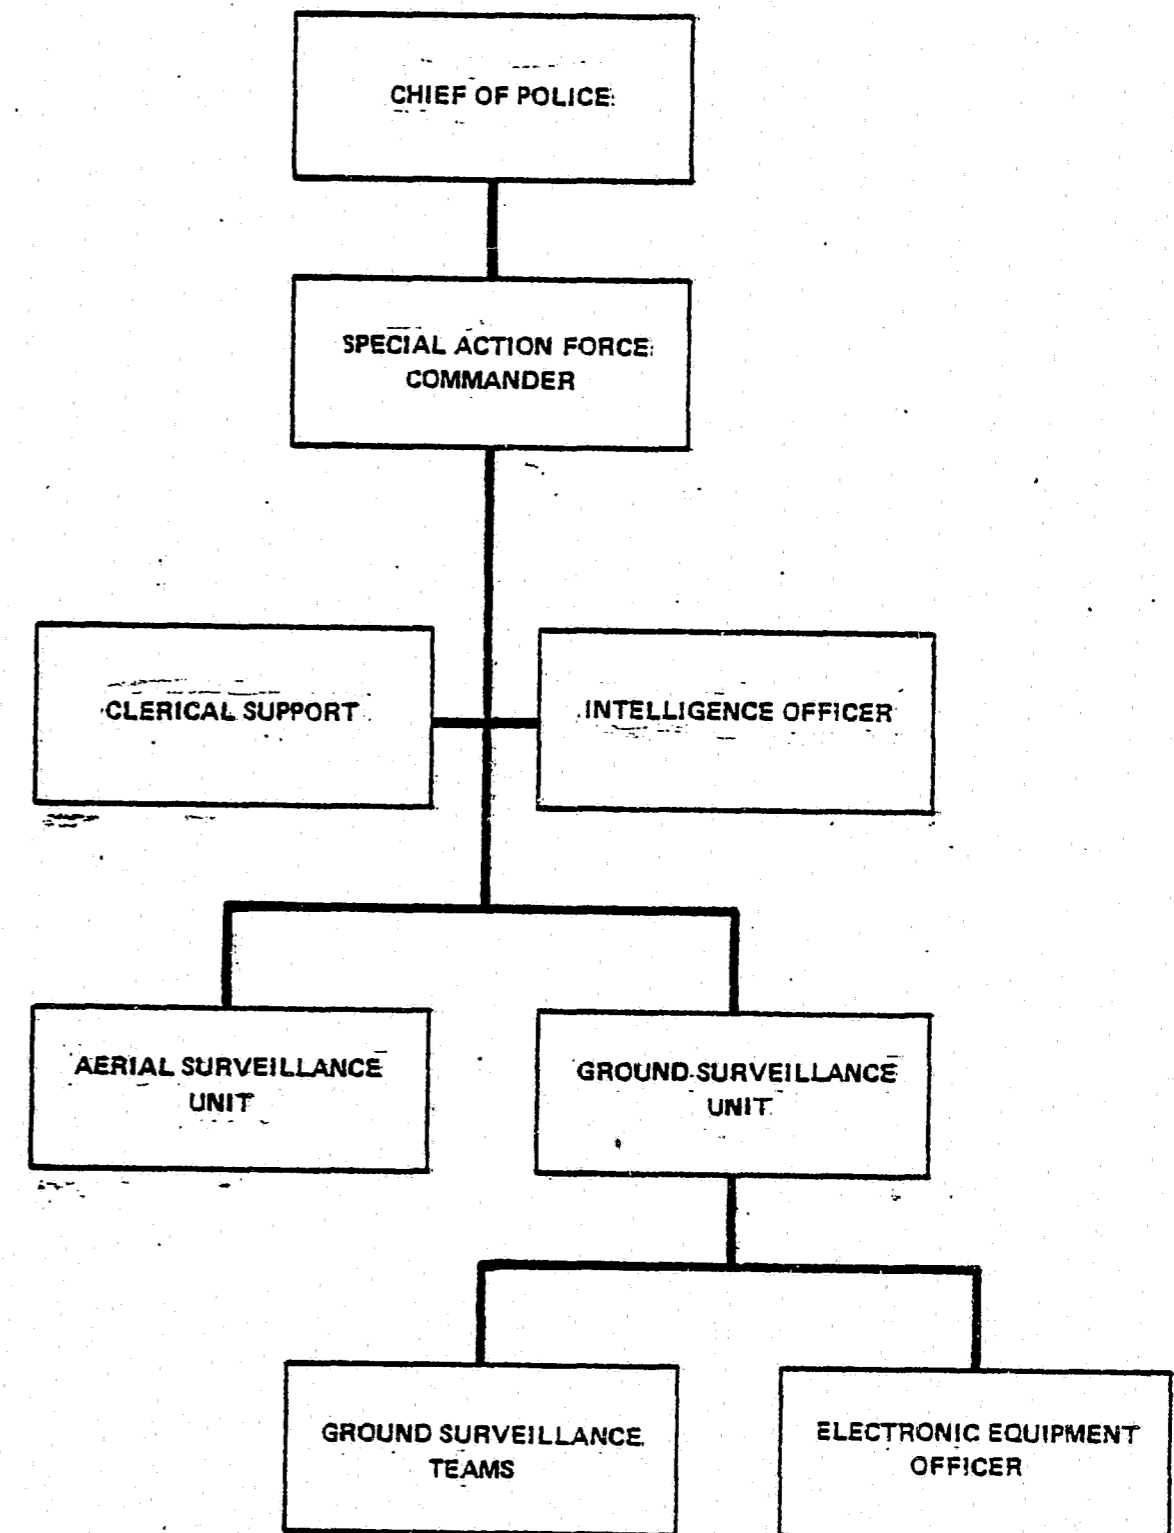 CHIEF OF POLICE
SPECIAL ACTION FORCE
COMMANDER
CLERICAL SUPPORT
INTELLIGENCE OFFICER
AERIAL SURVEILLANCE
UNIT
GROUND SURVEILLANCE
UNIT
GROUND SURVEILLANCE
TEAMS
ELECTRONIC EQUIPMENT
OFFICER